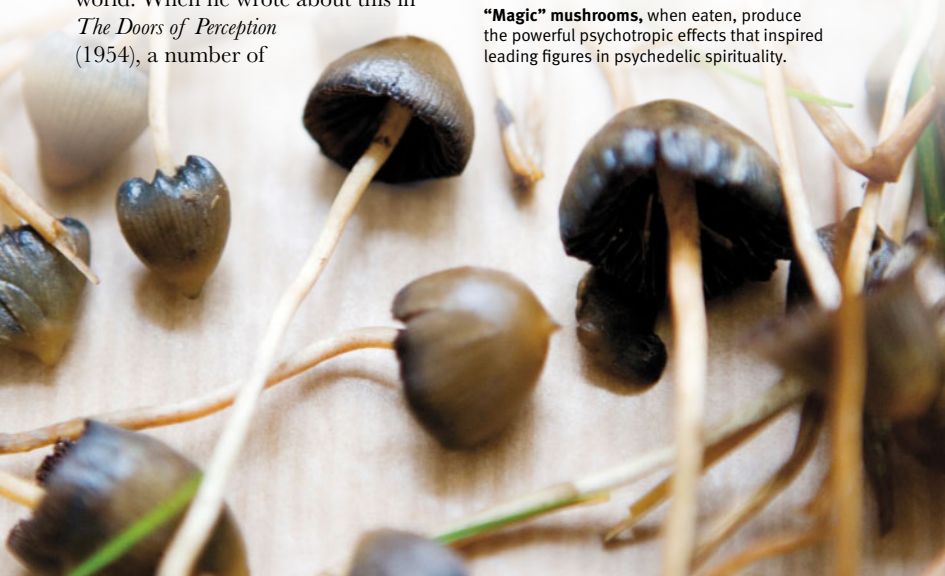 world. When he wrote about this in
The Doors of Perception
(1954), a number of
“Magic” mushrooms, when eaten, produce
the powerful psychotropic effects that inspired
leading figures in psychedelic spirituality.